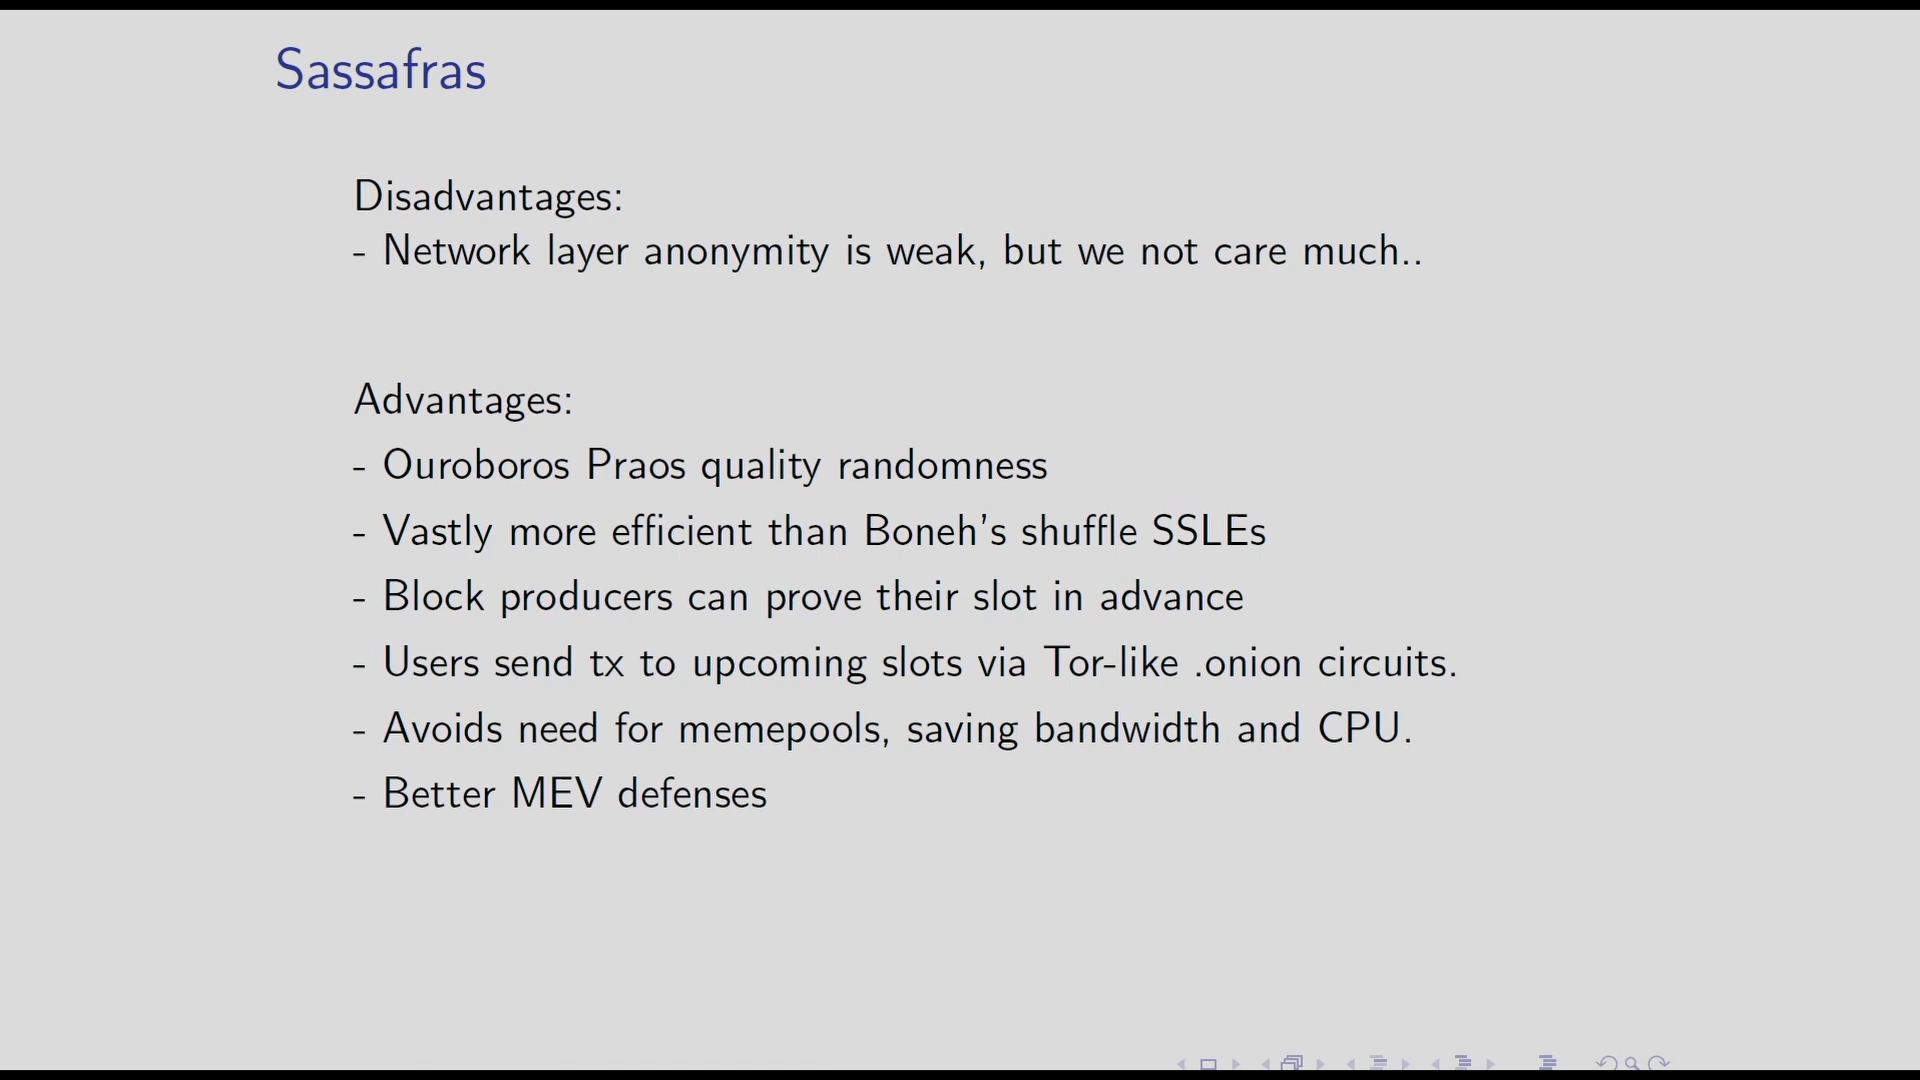 Sassafras
Disadvantages:
- Network layer anonymity is weak, but we not care much..
Advantages:
- Ouroboros Praos quality randomness
- Vastly more efficient than Boneh's shuffle SSLEs
- Block producers can prove their slot in advance
- Users send tx to upcoming slots via Tor-like .onion circuits.
- Avoids need for memepools, saving bandwidth and CPU.
- Better MEV defenses